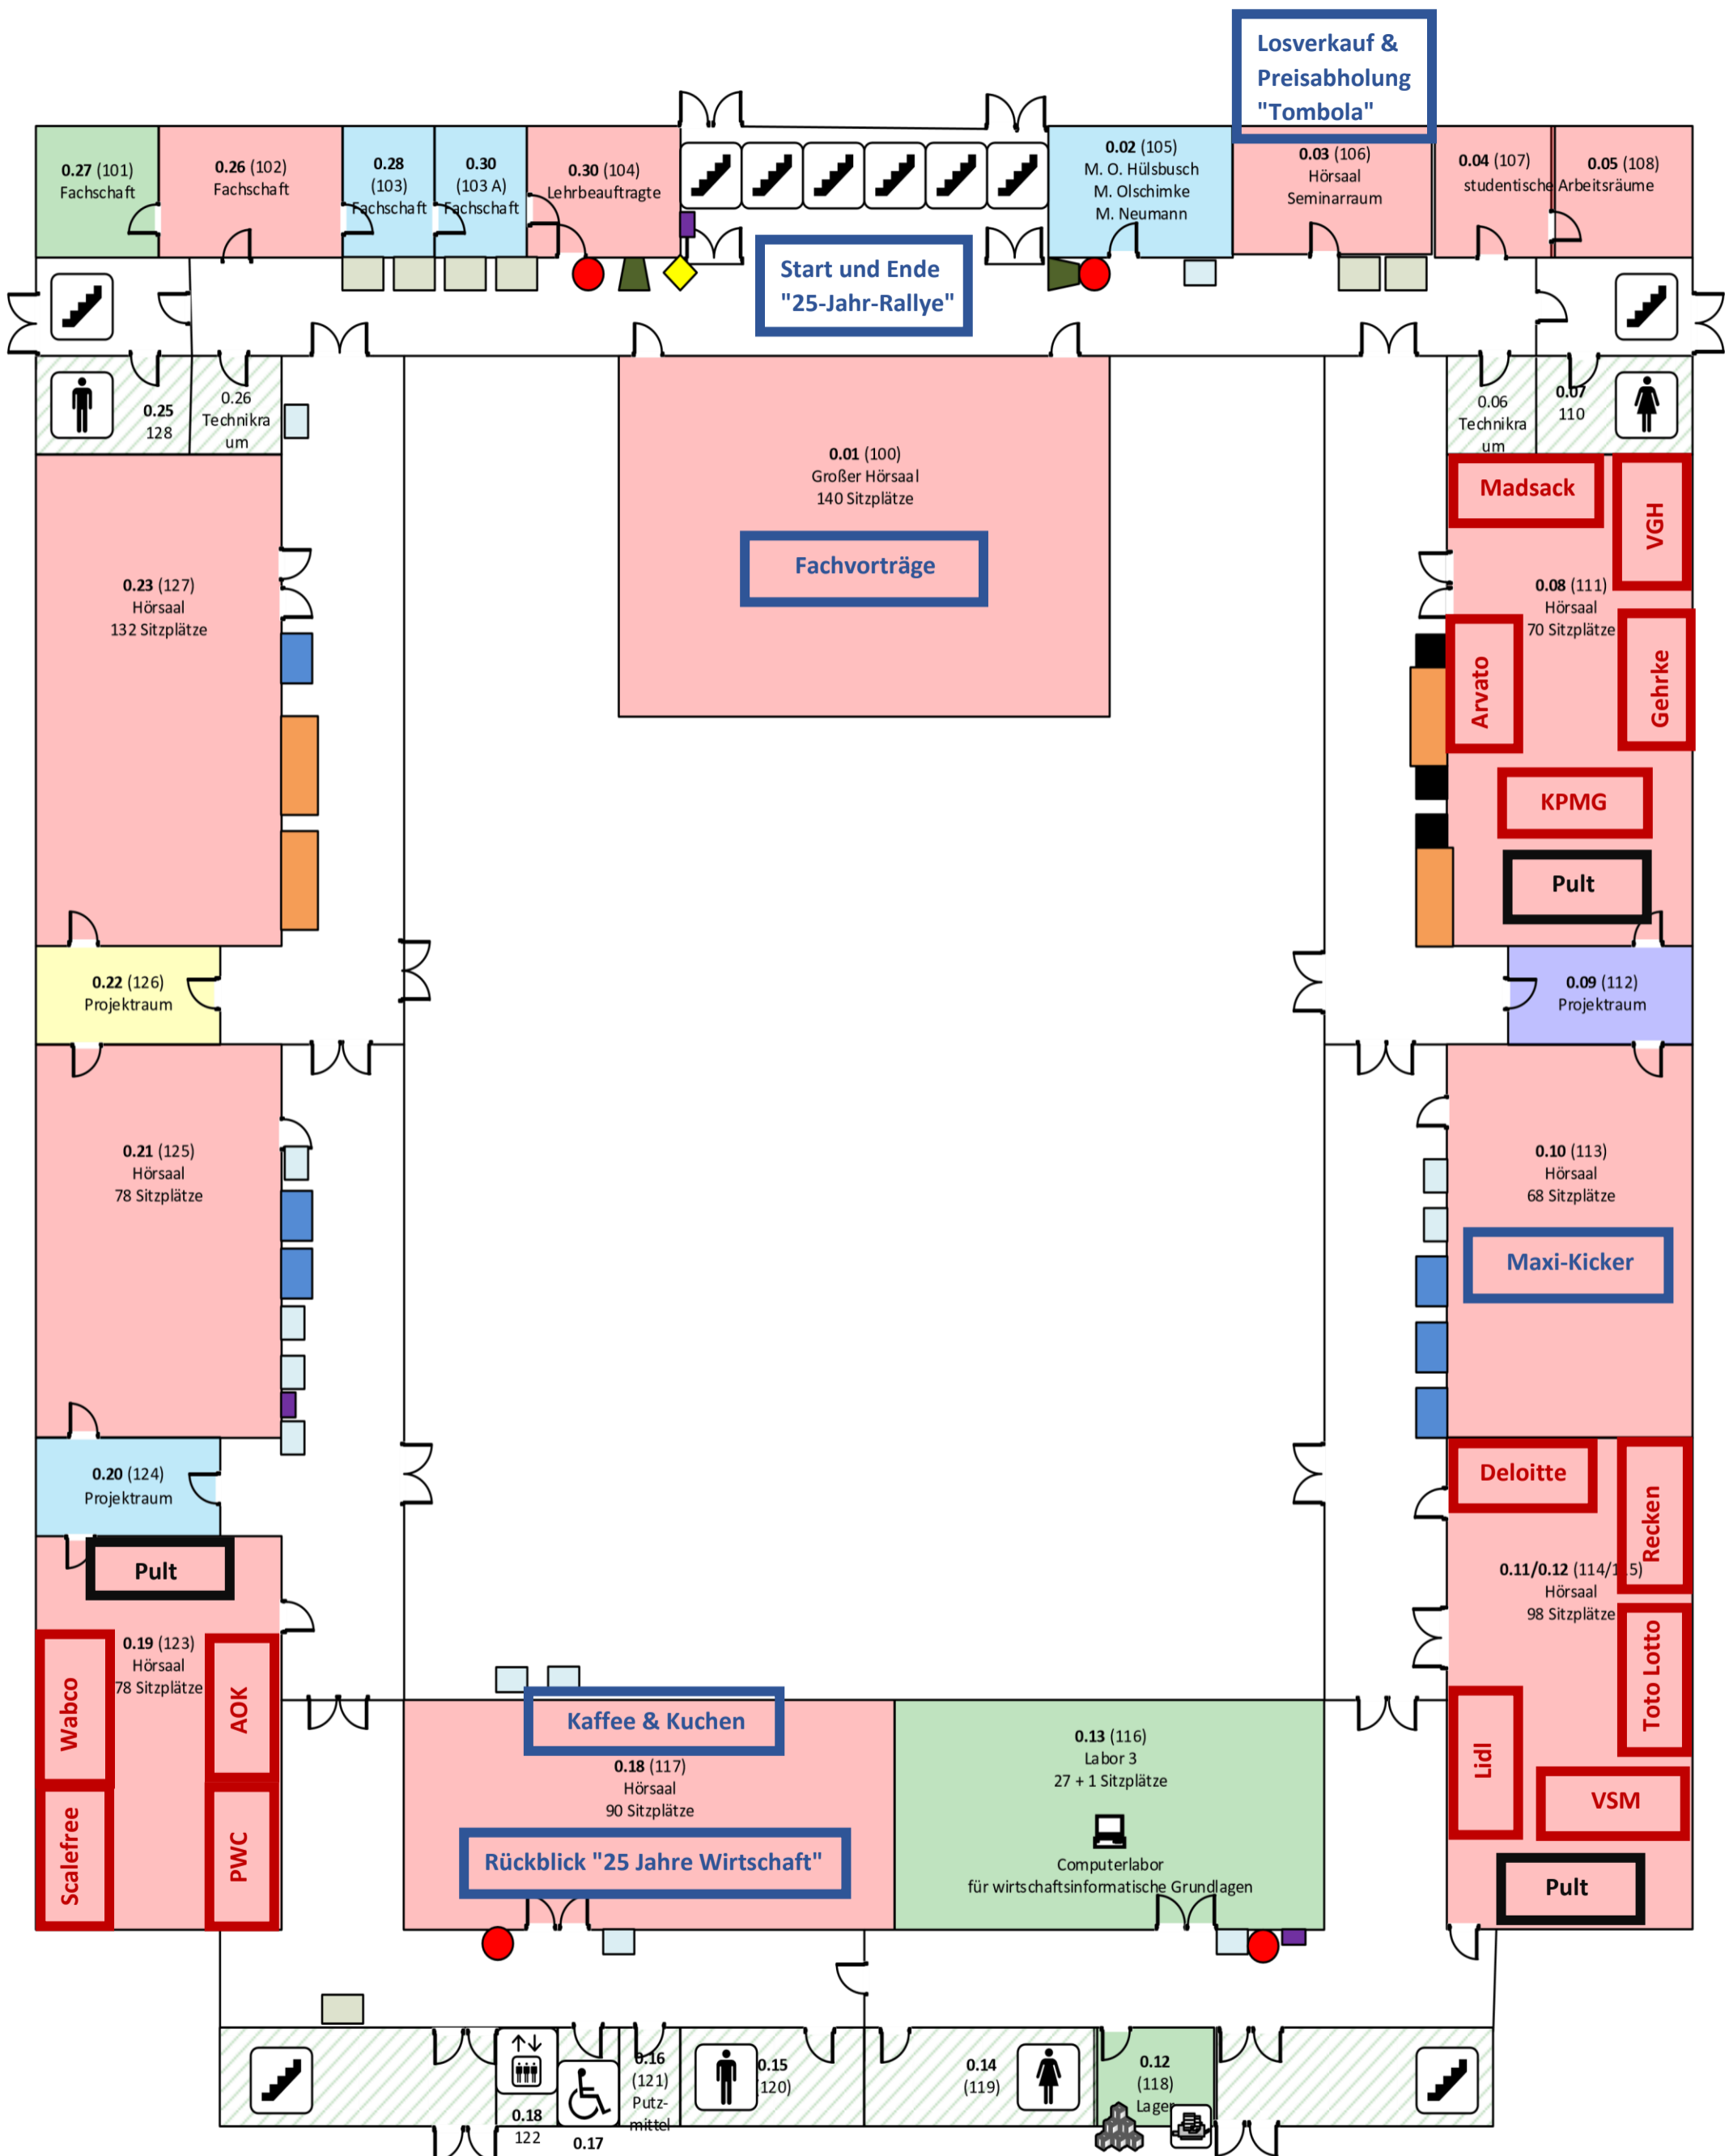 Losverkauf &
Preisabholung
"Tombola"
0.27 (101)
Fachschaft
0.26 (102)
Fachschaft
0.28
(103)
Fachschaft
0.30
(103 A)
Fachschaft
0.30 (104)
Lehrbeauftragte
0.02 (105)
M. O. Hülsbusch
M. Olschimke
M. Neumann
0.03 (106)
Hörsaal
Seminarraum
0.04 (107)
0.05 (108)
studentische Arbeitsräume
Start und Ende
"25-Jahr-Rallye"
0.25
128
0.26
Technikra
um
0.06
Technikra
um
0.07
110
0.01 (100)
Großer Hörsaal
140 Sitzplätze
Fachvorträge
Madsack
VGH
0.23 (127)
Hörsaal
132 Sitzplätze
0.08 (111)
Hörsaal
70 Sitzplätze
Arvato
Gehrke
KPMG
Pult
0.22 (126)
Projektraum
0.09 (112)
Projektraum
0.21 (125)
Hörsaal
78 Sitzplätze
0.10 (113)
Hörsaal
68 Sitzplätze
Maxi-Kicker
0.20 (124)
Projektraum
Deloitte
Recken
Pult
0.11/0.12 (114/115)
Hörsaal
98 Sitzplätze
0.19 (123)
Hörsaal
78 Sitzplätze
Wabco
AOK
Toto Lotto
Kaffee & Kuchen
0.18 (117)
Hörsaal
90 Sitzplätze
0.13 (116)
Labor 3
27 + 1 Sitzplätze
Lidl
VSM
Scalefree
PWC
Rückblick "25 Jahre Wirtschaft"
Computerlabor
für wirtschaftsinformatische Grundlagen
Pult
0.18
122
0.17
0.16
(121)
Putz-
mittel
0.15
(120)
0.14
(119)
0.12
(118)
Lager